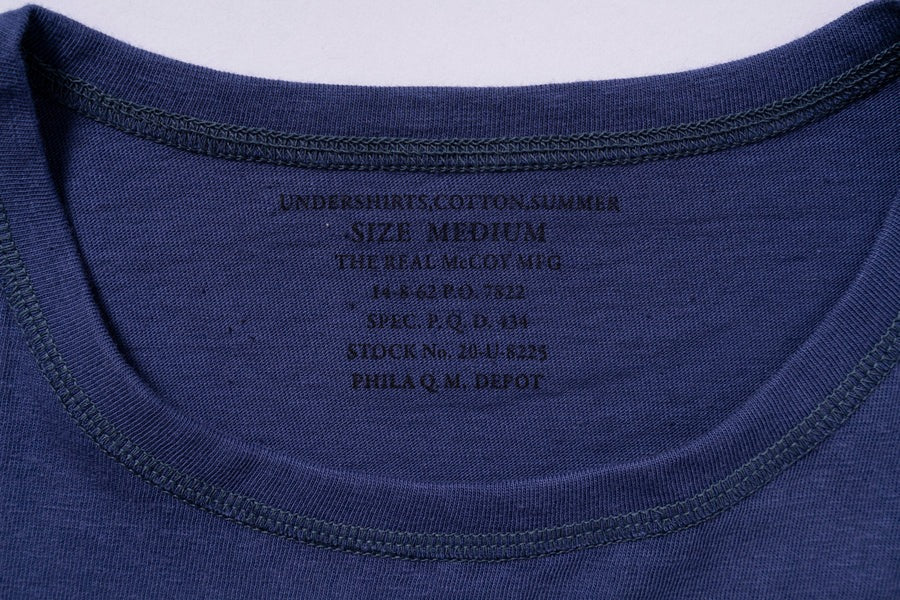 UNDERSHIRTS,COTTON,SUMMER
SIZE MEDIUM
THE REAL McCOY MFG
14-8-62 P.O. 7822
SPEC. P. Q. D. 434
STOCK No. 20-U-8225
PHILA Q.M. DEPOT